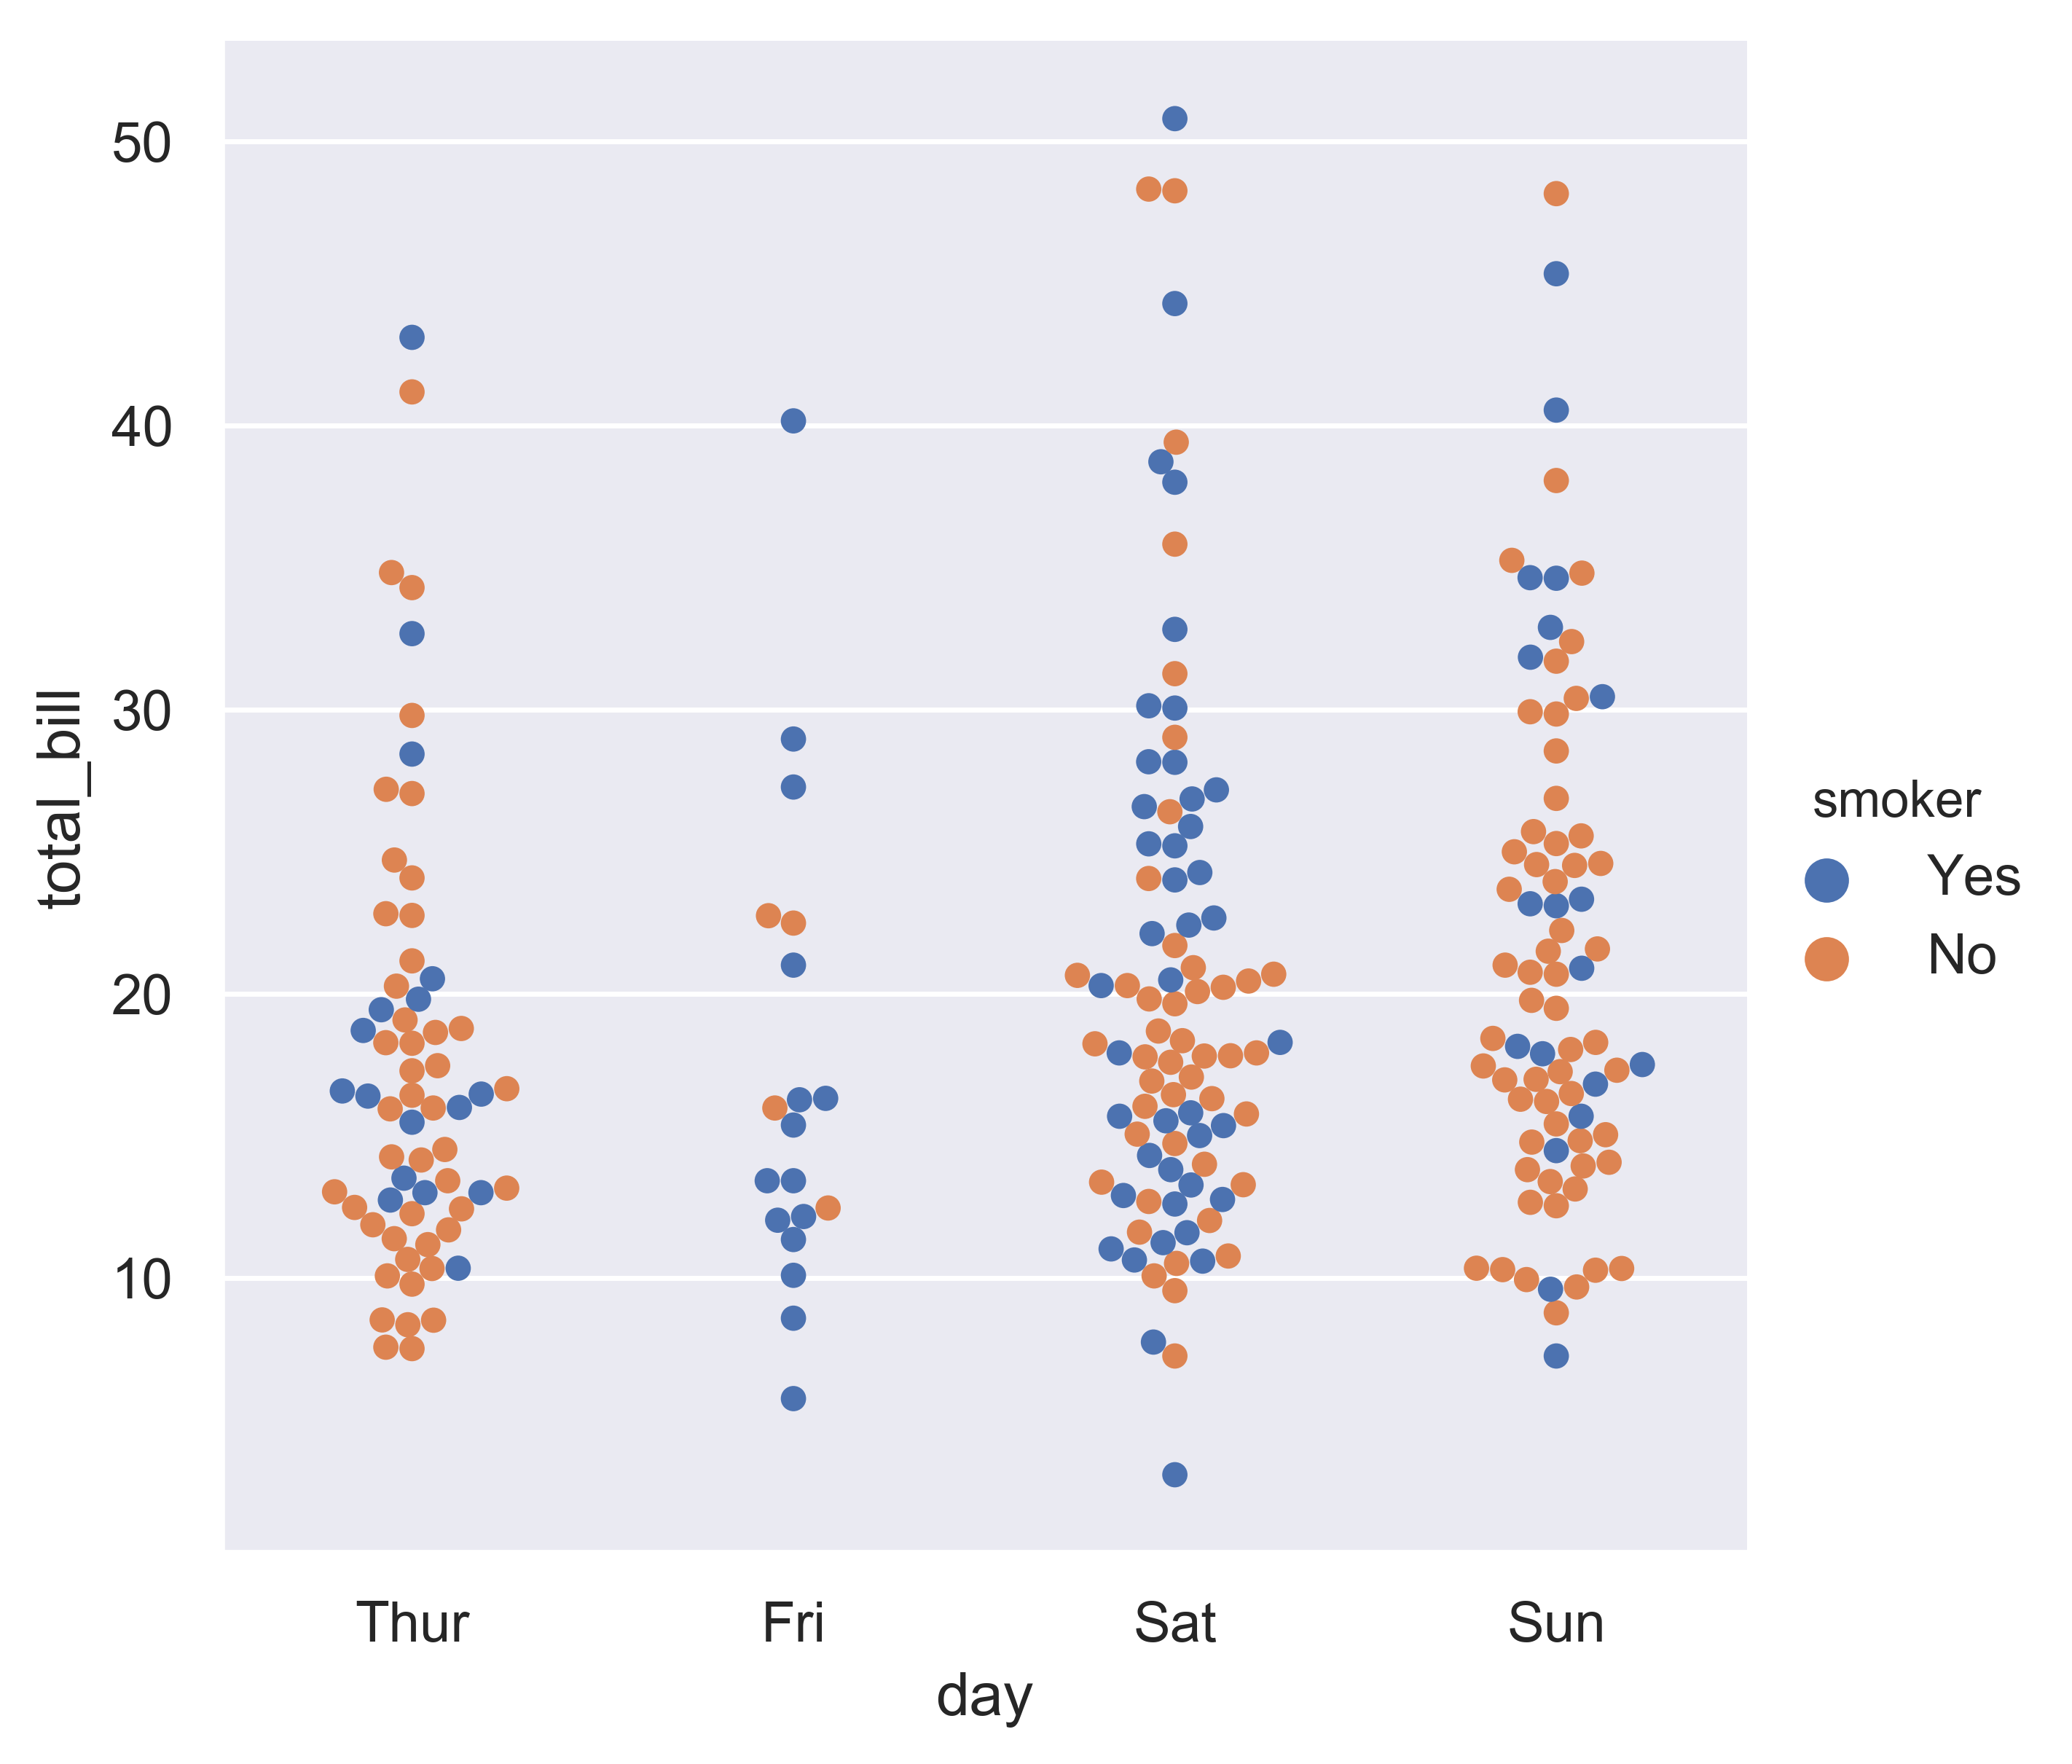 total_bill
50
40
30
20
10
Thur
Fri
Sat
Sun
day
smoker
Yes
No